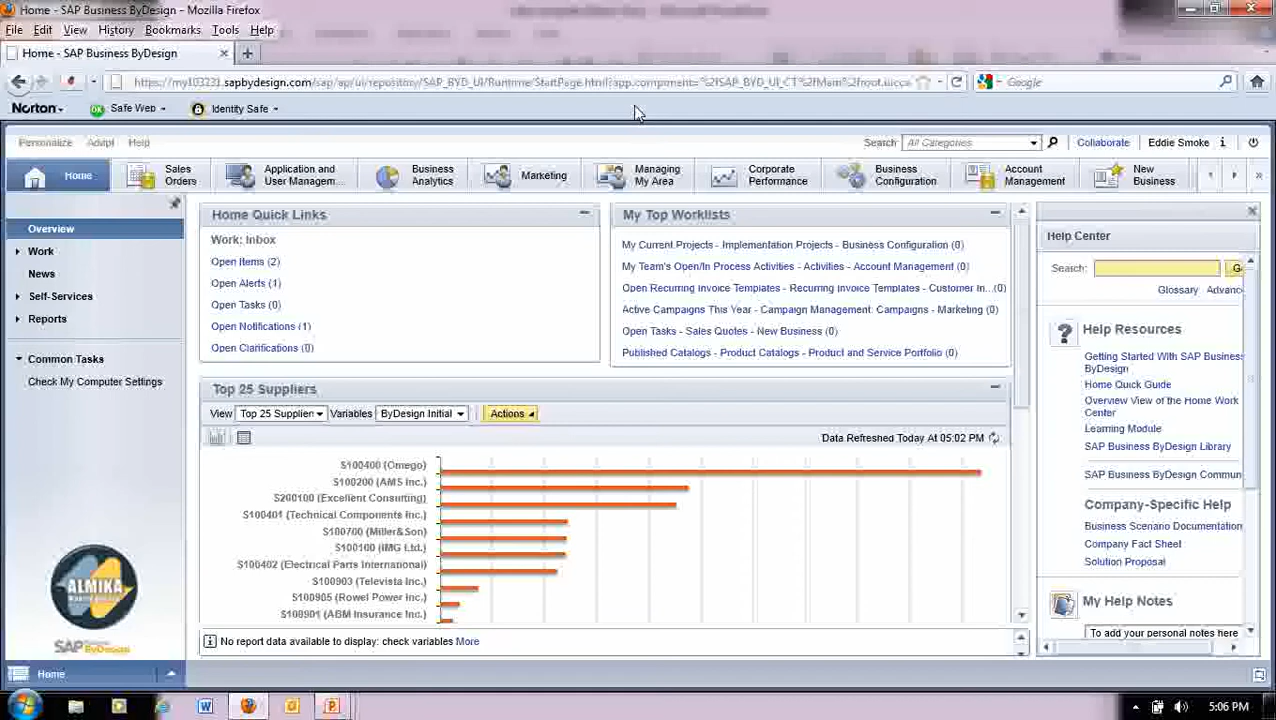 Home - SAP Business ByDesign - Mozilla Firefox
File Edit View History Bookmarks Tools Help
Home - SAP Business ByDesign
Google
Norton Safe Web Identity Safe
Personalize Adapt Help
Search: All Categories Collaborate Eddie Smoke
Home
Sales Orders
Application and User Managem...
Business Analytics
Marketing
Managing My Area
Corporate Performance
Business Configuration
Account Management
New Business
Overview
Work
News
Self-Services
Reports
Common Tasks
Check My Computer Settings
ALMIKA
SAP Business ByDesign
Home Quick Links
Work: Inbox
Open Items (2)
Open Alerts (1)
Open Tasks (0)
Open Notifications (1)
Open Clarifications (0)
My Top Worklists
My Current Projects - Implementation Projects - Business Configuration (0)
My Team's Open/In Process Activities - Activities - Account Management (0)
Open Recurring Invoice Templates - Recurring Invoice Templates - Customer In...(0)
Active Campaigns This Year - Campaign Management: Campaigns - Marketing (0)
Open Tasks - Sales Quotes - New Business (0)
Published Catalogs - Product Catalogs - Product and Service Portfolio (0)
Top 25 Suppliers
View Top 25 Supplier Variables ByDesign Initial Actions
Data Refreshed Today At 05:02 PM
S100400 (Omego)
S100200 (AMS Inc.)
S200100 (Excellent Consulting)
S100401 (Technical Components Inc.)
S100700 (Miller&Son)
S100100 (IMG Ltd.)
S100402 (Electrical Parts International)
S100903 (Televista Inc.)
S100905 (Rowel Power Inc.)
S100901 (ABM Insurance Inc.)
No report data available to display: check variables More
Help Center
Search: G
Glossary Advanc
Help Resources
Getting Started With SAP Business
ByDesign
Home Quick Guide
Overview View of the Home Work
Center
Learning Module
SAP Business ByDesign Library
SAP Business ByDesign Commun
Company-Specific Help
Business Scenario Documentation
Company Fact Sheet
Solution Proposal
My Help Notes
To add your personal notes here
Home
5:06 PM